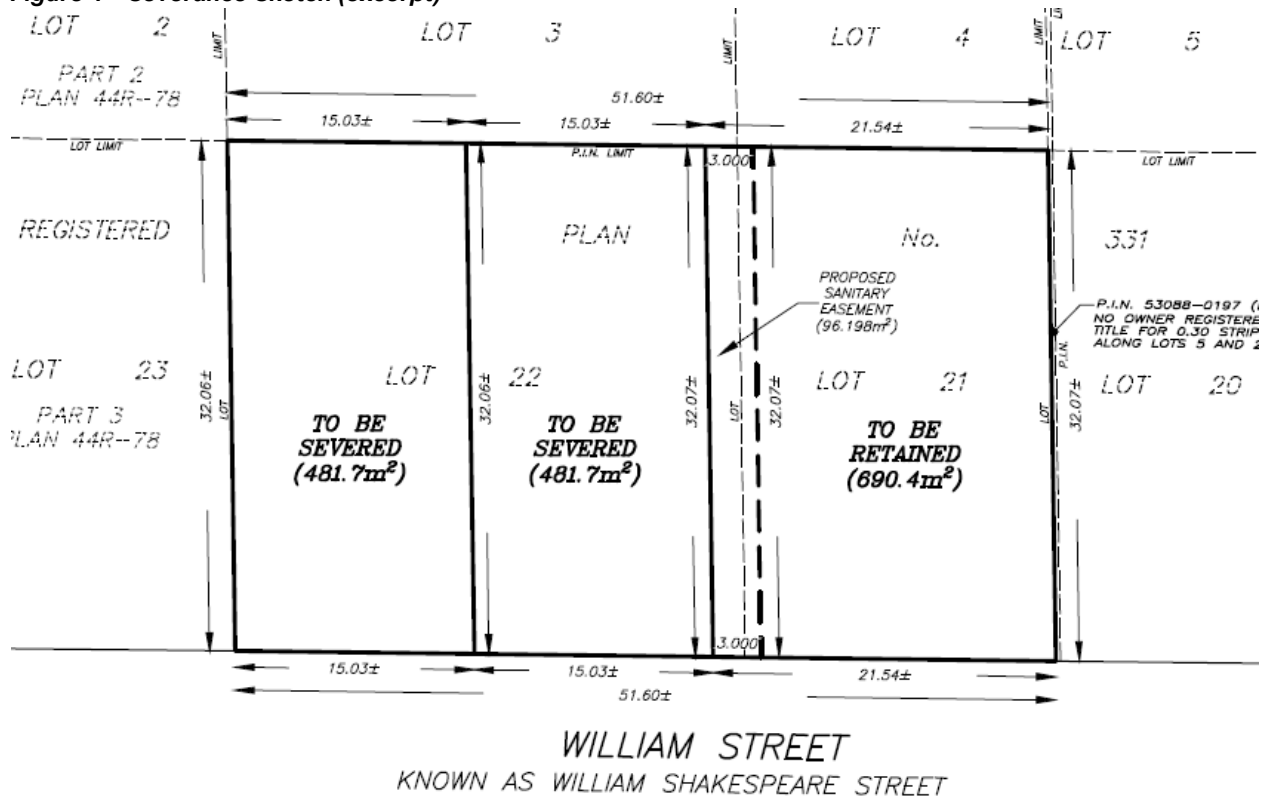 LOT 2
LOT 3
LOT 4
LOT 5
LIMIT
LIMIT
LIMIT
PART 2
PLAN 44R--78
51.60±
15.03±
15.03±
21.54±
LOT LIMIT
P.I.N. LIMIT
3.000
LOT LIMIT
REGISTERED
PLAN
No.
331
PROPOSED
SANITARY
EASEMENT
(96.198m²)
P.I.N. 53088-0197
NO OWNER REGISTERE
TITLE FOR 0.30 STRIP
ALONG LOTS 5 AND 2
LOT 23
LOT 22
LOT 21
LOT 20
PART 3
PLAN 44R--78
32.06±
LOT
32.06±
32.07±
LOT
32.07±
LOT
P.I.N.
32.07±
TO BE
SEVERED
(481.7m²)
TO BE
SEVERED
(481.7m²)
TO BE
RETAINED
(690.4m²)
3.000
15.03±
15.03±
21.54±
51.60±
WILLIAM STREET
KNOWN AS WILLIAM SHAKESPEARE STREET